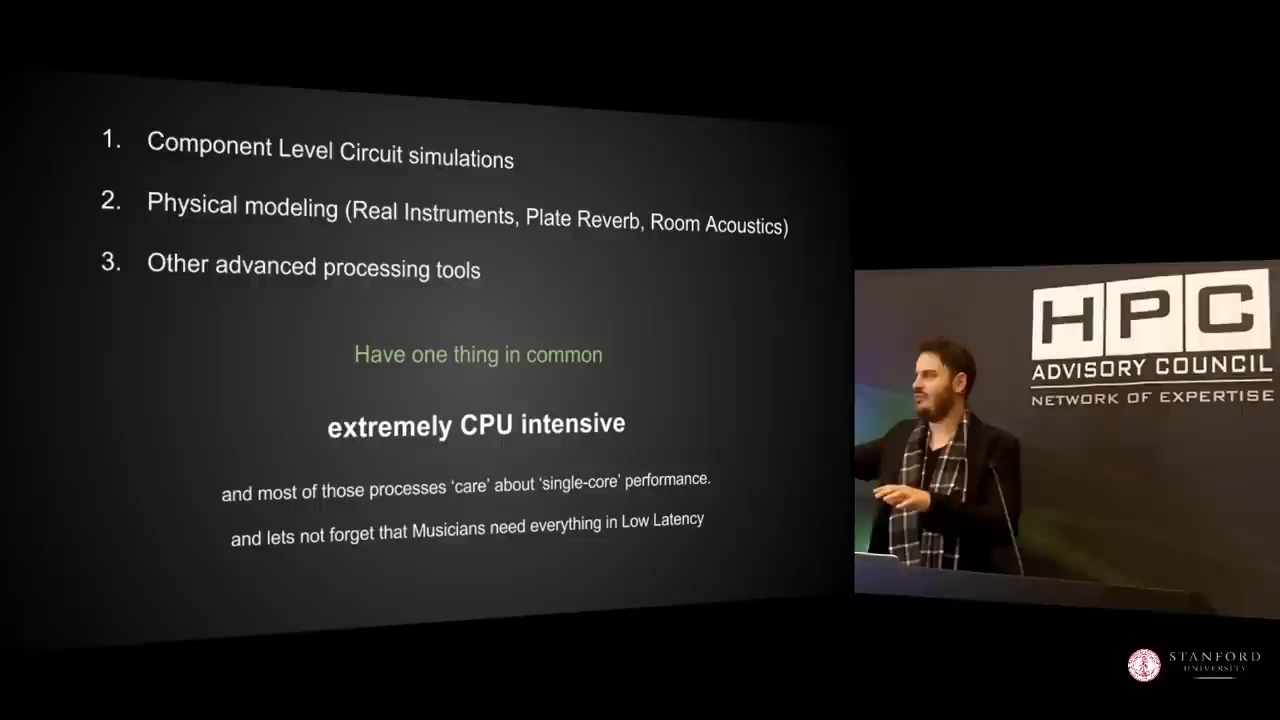 1. Component Level Circuit simulations
2. Physical modeling (Real Instruments, Plate Reverb, Room Acoustics)
3. Other advanced processing tools
Have one thing in common
extremely CPU intensive
and most of those processes ‘care’ about ‘single-core’ performance.
and lets not forget that Musicians need everything in Low Latency
HPC
ADVISORY COUNCIL
NETWORK OF EXPERTISE
STANFORD
UNIVERSITY